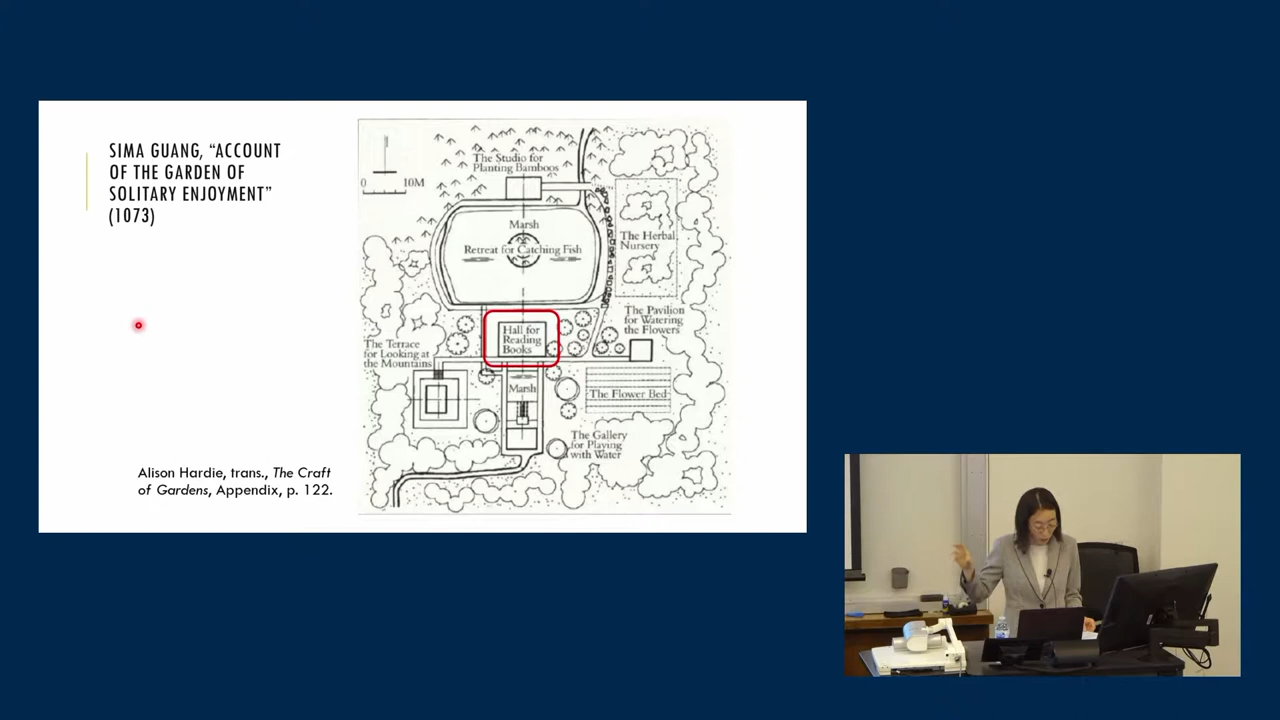 SIMA GUANG, “ACCOUNT
OF THE GARDEN OF
SOLITARY ENJOYMENT”
(1073)
Alison Hardie, trans., The Craft
of Gardens, Appendix, p. 122.
0 10M
The Studio for
Planting Bamboos
Marsh
Retreat for Catching Fish
The Herbal
Nursery
The Pavilion
for Watering
the Flowers
Hall for
Reading
Books
The Terrace
for Looking at
the Mountains
Marsh
The Flower Bed
The Gallery
for Playing
with Water